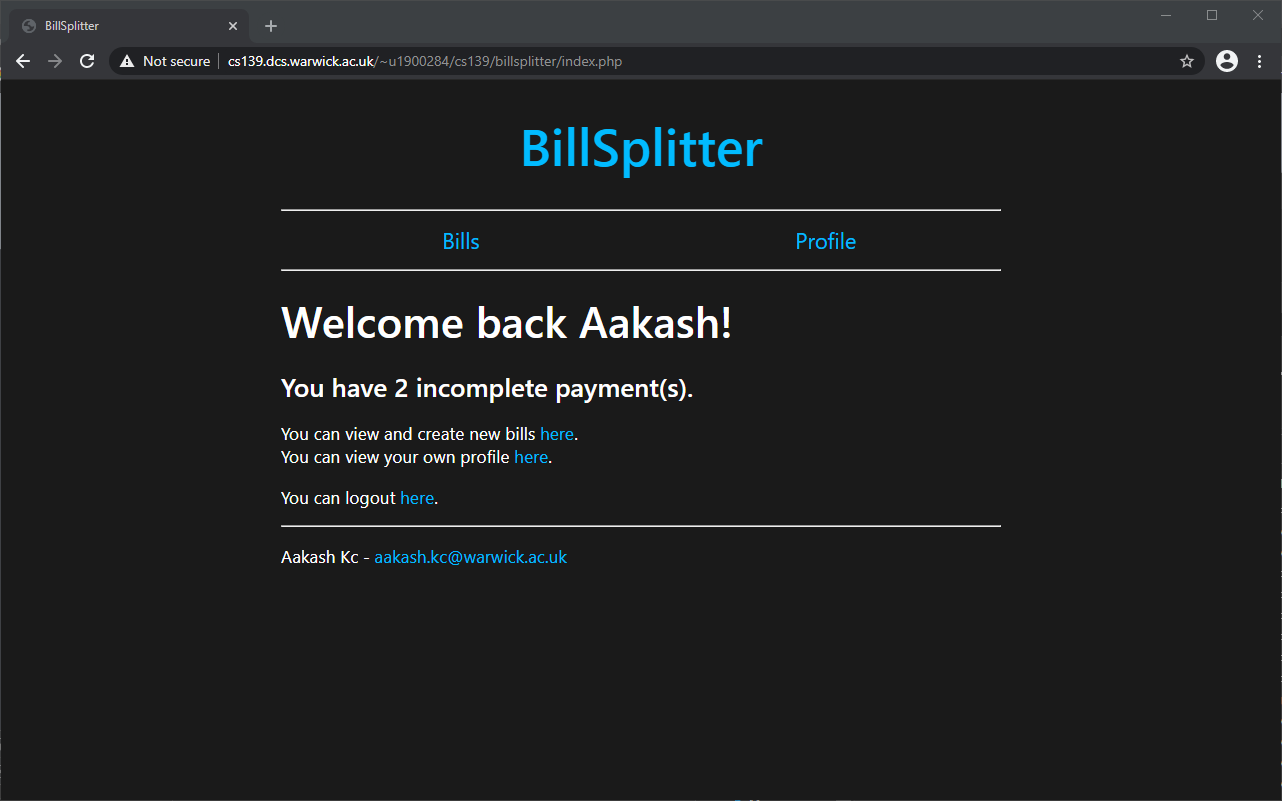 BillSplitter
Not secure cs139.dcs.warwick.ac.uk/~u1900284/cs139/billsplitter/index.php
BillSplitter
Bills Profile
Welcome back Aakash!
You have 2 incomplete payment(s).
You can view and create new bills here.
You can view your own profile here.
You can logout here.
Aakash Kc - aakash.kc@warwick.ac.uk